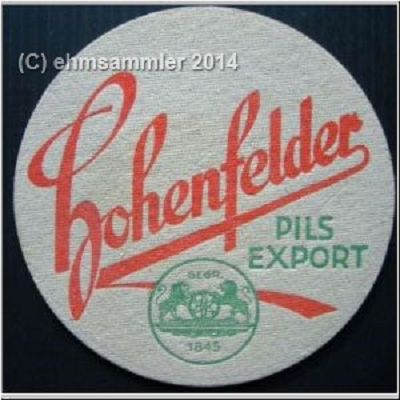 (C) ehmsammler 2014
Hohenfelder
PILS
EXPORT
GEGR.
1845